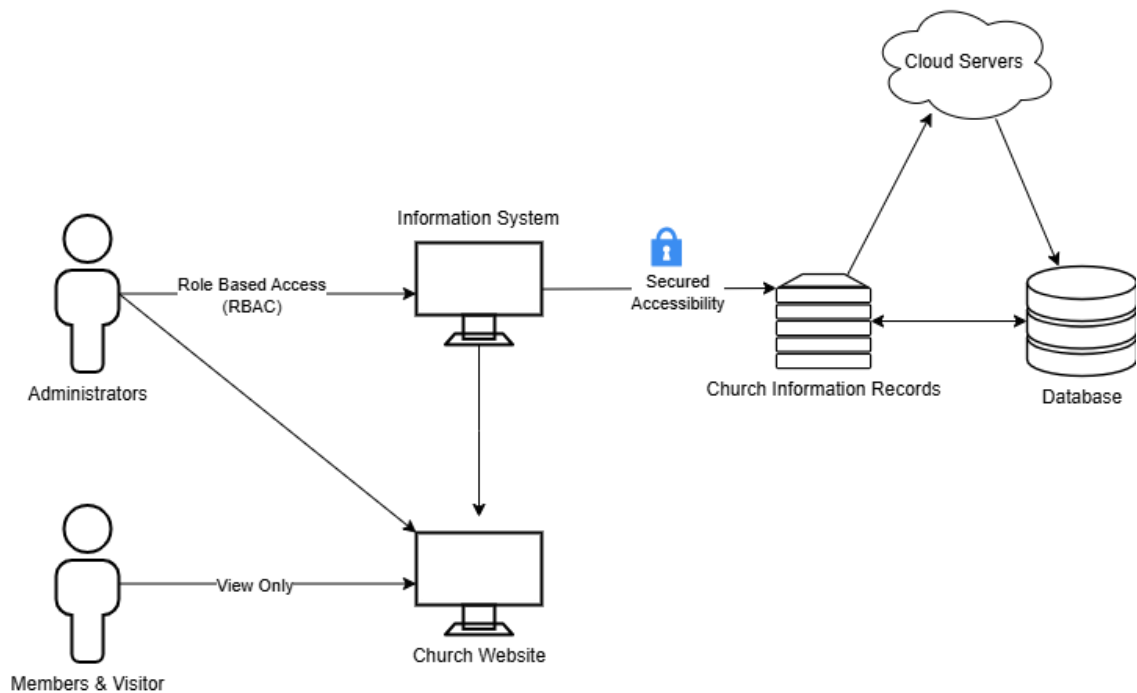 Cloud Servers
Information System
Role Based Access
(RBAC)
Secured
Accessibility
Administrators
Church Information Records
Database
View Only
Church Website
Members & Visitor